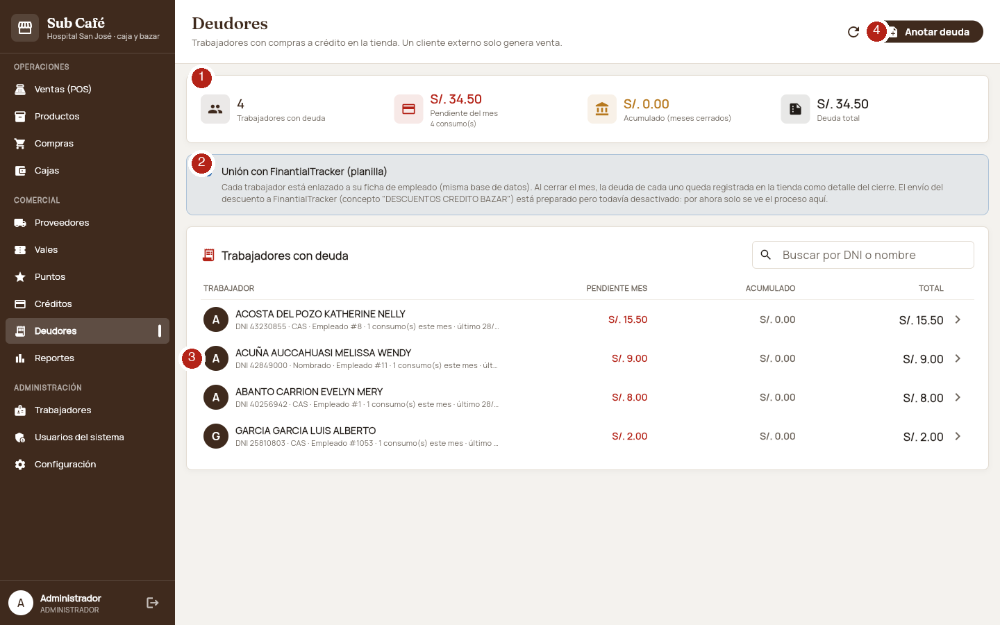 Sub Café
Hospital San José · caja y bazar
OPERACIONES
Ventas (POS)
Productos
Compras
Cajas
COMERCIAL
Proveedores
Vales
Puntos
Créditos
Deudores
Reportes
ADMINISTRACIÓN
Trabajadores
Usuarios del sistema
Configuración
A
Administrador
ADMINISTRADOR
Deudores
Trabajadores con compras a crédito en la tienda. Un cliente externo solo genera venta.
4
Anotar deuda
1
4
Trabajadores con deuda
S/. 34.50
Pendiente del mes
4 consumo(s)
S/. 0.00
Acumulado (meses cerrados)
S/. 34.50
Deuda total
2
Unión con FinantialTracker (planilla)
Cada trabajador está enlazado a su ficha de empleado (misma base de datos). Al cerrar el mes, la deuda de cada uno queda registrada en la tienda como detalle del cierre. El envío del
descuento a FinantialTracker (concepto "DESCUENTOS CREDITO BAZAR") está preparado pero todavía desactivado: por ahora solo se ve el proceso aquí.
Trabajadores con deuda
Buscar por DNI o nombre
TRABAJADOR PENDIENTE MES ACUMULADO TOTAL
A
ACOSTA DEL POZO KATHERINE NELLY
DNI 43230855 · CAS · Empleado #8 · 1 consumo(s) este mes · último 28/…
S/. 15.50 S/. 0.00 S/. 15.50
3
A
ACUÑA AUCCAHUASI MELISSA WENDY
DNI 42849000 · Nombrado · Empleado #11 · 1 consumo(s) este mes · últ…
S/. 9.00 S/. 0.00 S/. 9.00
A
ABANTO CARRION EVELYN MERY
DNI 40256942 · CAS · Empleado #1 · 1 consumo(s) este mes · último 28/…
S/. 8.00 S/. 0.00 S/. 8.00
G
GARCIA GARCIA LUIS ALBERTO
DNI 25810803 · CAS · Empleado #1053 · 1 consumo(s) este mes · último …
S/. 2.00 S/. 0.00 S/. 2.00